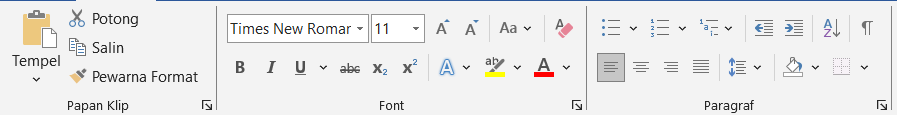 Tempel
Potong
Salin
Pewarna Format
Papan Klip
Times New Romar
11
Aa
B I U abc x₂ x² A ab A
Font
A Z
Paragraf